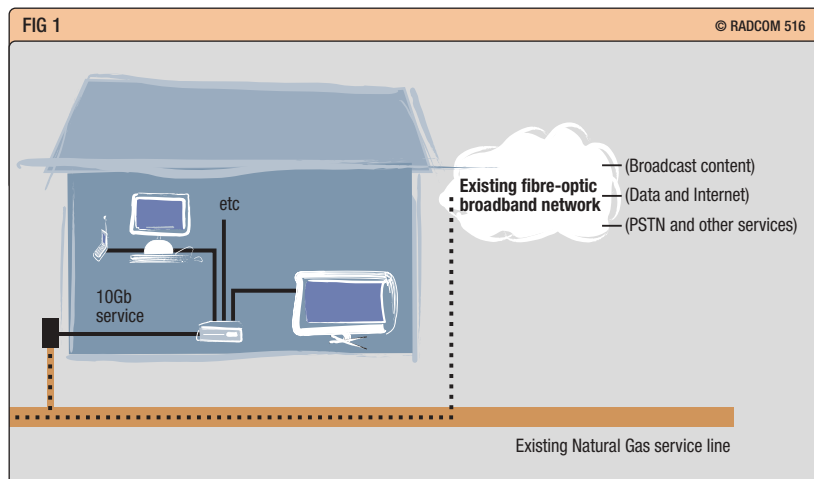 FIG 1
© RADCOM 516
Existing fibre-optic
broadband network
(Broadcast content)
(Data and Internet)
(PSTN and other services)
etc
10Gb
service
Existing Natural Gas service line